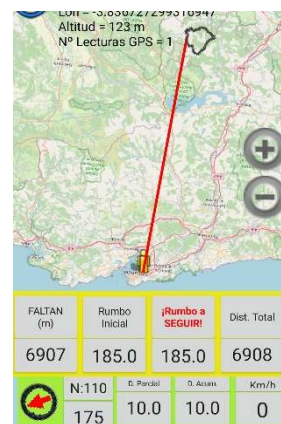 Lon = -3,836727299316947
Altitud = 123 m
Nº Lecturas GPS = 1
FALTAN (m)
Rumbo Inicial
¡Rumbo a SEGUIR!
Dist. Total
6907
185.0
185.0
6908
N:110
D. Parcial
D. Acum.
Km/h
175
10.0
10.0
0